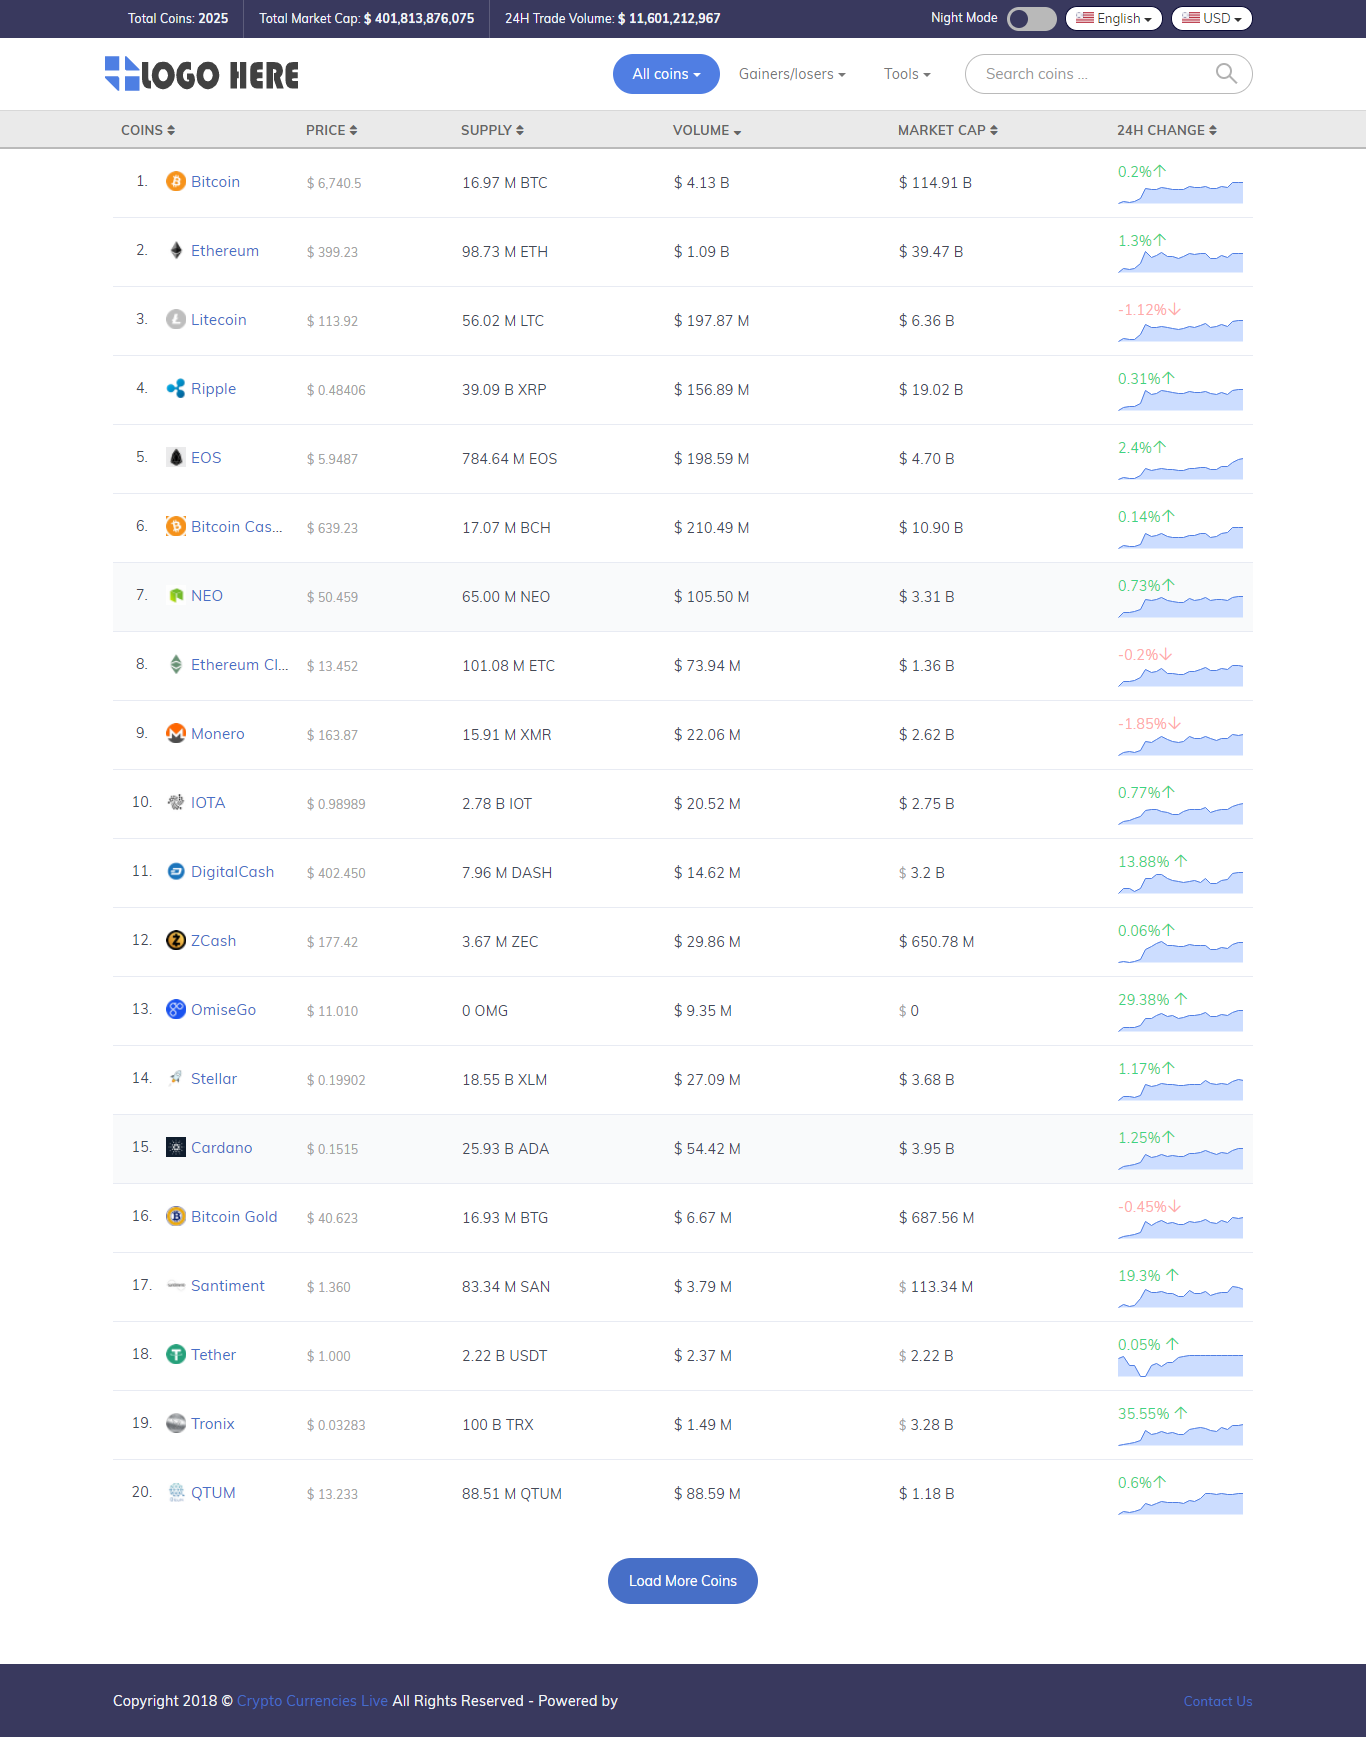 Total Coins: 2025 Total Market Cap: $ 401,813,876,075 24H Trade Volume: $ 11,601,212,967 Night Mode English USD
LOGO HERE All coins Gainers/losers Tools Search coins ...
COINS PRICE SUPPLY VOLUME MARKET CAP 24H CHANGE
1. Bitcoin $ 6,740.5 16.97 M BTC $ 4.13 B $ 114.91 B 0.2%↑
2. Ethereum $ 399.23 98.73 M ETH $ 1.09 B $ 39.47 B 1.3%↑
3. Litecoin $ 113.92 56.02 M LTC $ 197.87 M $ 6.36 B -1.12%↓
4. Ripple $ 0.48406 39.09 B XRP $ 156.89 M $ 19.02 B 0.31%↑
5. EOS $ 5.9487 784.64 M EOS $ 198.59 M $ 4.70 B 2.4%↑
6. Bitcoin Cas... $ 639.23 17.07 M BCH $ 210.49 M $ 10.90 B 0.14%↑
7. NEO $ 50.459 65.00 M NEO $ 105.50 M $ 3.31 B 0.73%↑
8. Ethereum Cl... $ 13.452 101.08 M ETC $ 73.94 M $ 1.36 B -0.2%↓
9. Monero $ 163.87 15.91 M XMR $ 22.06 M $ 2.62 B -1.85%↓
10. IOTA $ 0.98989 2.78 B IOT $ 20.52 M $ 2.75 B 0.77%↑
11. DigitalCash $ 402.450 7.96 M DASH $ 14.62 M $ 3.2 B 13.88% ↑
12. ZCash $ 177.42 3.67 M ZEC $ 29.86 M $ 650.78 M 0.06%↑
13. OmiseGo $ 11.010 0 OMG $ 9.35 M $ 0 29.38% ↑
14. Stellar $ 0.19902 18.55 B XLM $ 27.09 M $ 3.68 B 1.17%↑
15. Cardano $ 0.1515 25.93 B ADA $ 54.42 M $ 3.95 B 1.25%↑
16. Bitcoin Gold $ 40.623 16.93 M BTG $ 6.67 M $ 687.56 M -0.45%↓
17. Santiment $ 1.360 83.34 M SAN $ 3.79 M $ 113.34 M 19.3% ↑
18. Tether $ 1.000 2.22 B USDT $ 2.37 M $ 2.22 B 0.05% ↑
19. Tronix $ 0.03283 100 B TRX $ 1.49 M $ 3.28 B 35.55% ↑
20. QTUM $ 13.233 88.51 M QTUM $ 88.59 M $ 1.18 B 0.6%↑
Load More Coins
Copyright 2018 © Crypto Currencies Live All Rights Reserved - Powered by Contact Us